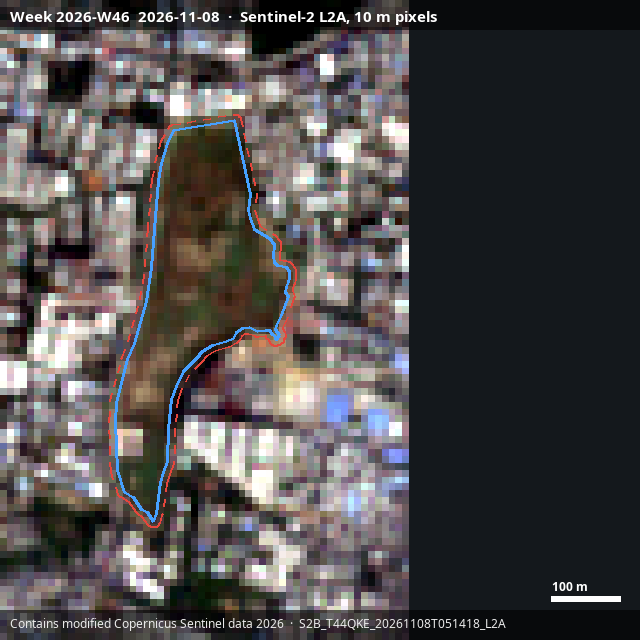 Week 2026-W46  2026-11-08  ·  Sentinel-2 L2A, 10 m pixels
100 m
Contains modified Copernicus Sentinel data 2026  ·  S2B_T44QKE_20261108T051418_L2A